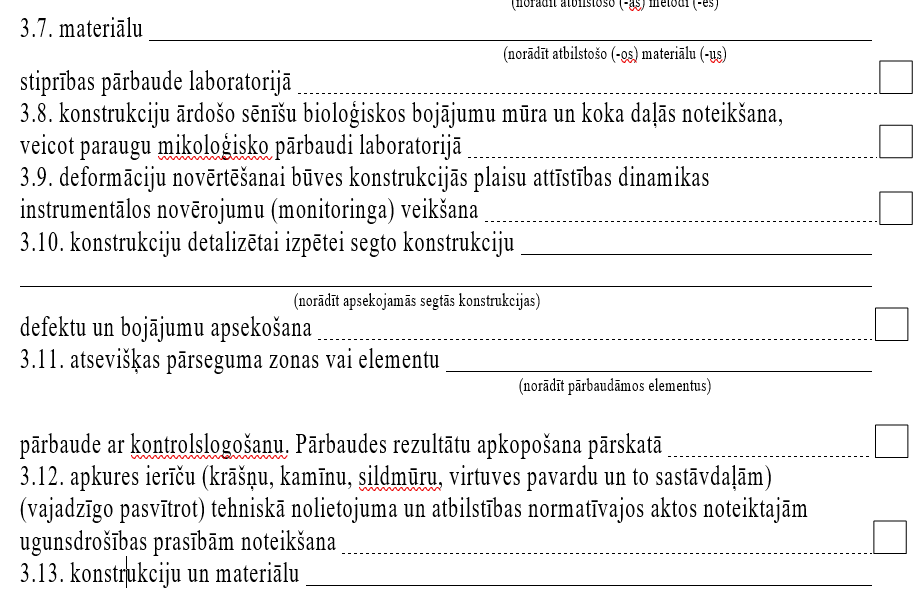 (norādīt atbilstošo (-ās) metodi (-es)
3.7. materiālu
(norādīt atbilstošo (-os) materiālu (-us)
stiprības pārbaude laboratorijā
3.8. konstrukciju ārdošo sēnīšu bioloģiskos bojājumu mūra un koka daļās noteikšana,
veicot paraugu mikoloģisko pārbaudi laboratorijā
3.9. deformāciju novērtēšanai būves konstrukcijās plaisu attīstības dinamikas
instrumentālos novērojumu (monitoringa) veikšana
3.10. konstrukciju detalizētai izpētei segto konstrukciju
(norādīt apsekojamās segtās konstrukcijas)
defektu un bojājumu apsekošana
3.11. atsevišķas pārseguma zonas vai elementu
(norādīt pārbaudāmos elementus)
pārbaude ar kontrolslogošanu. Pārbaudes rezultātu apkopošana pārskatā
3.12. apkures ierīču (krāšņu, kamīnu, sildmūru, virtuves pavardu un to sastāvdaļām)
(vajadzīgo pasvītrot) tehniskā nolietojuma un atbilstības normatīvajos aktos noteiktajām
ugunsdrošības prasībām noteikšana
3.13. konstrukciju un materiālu